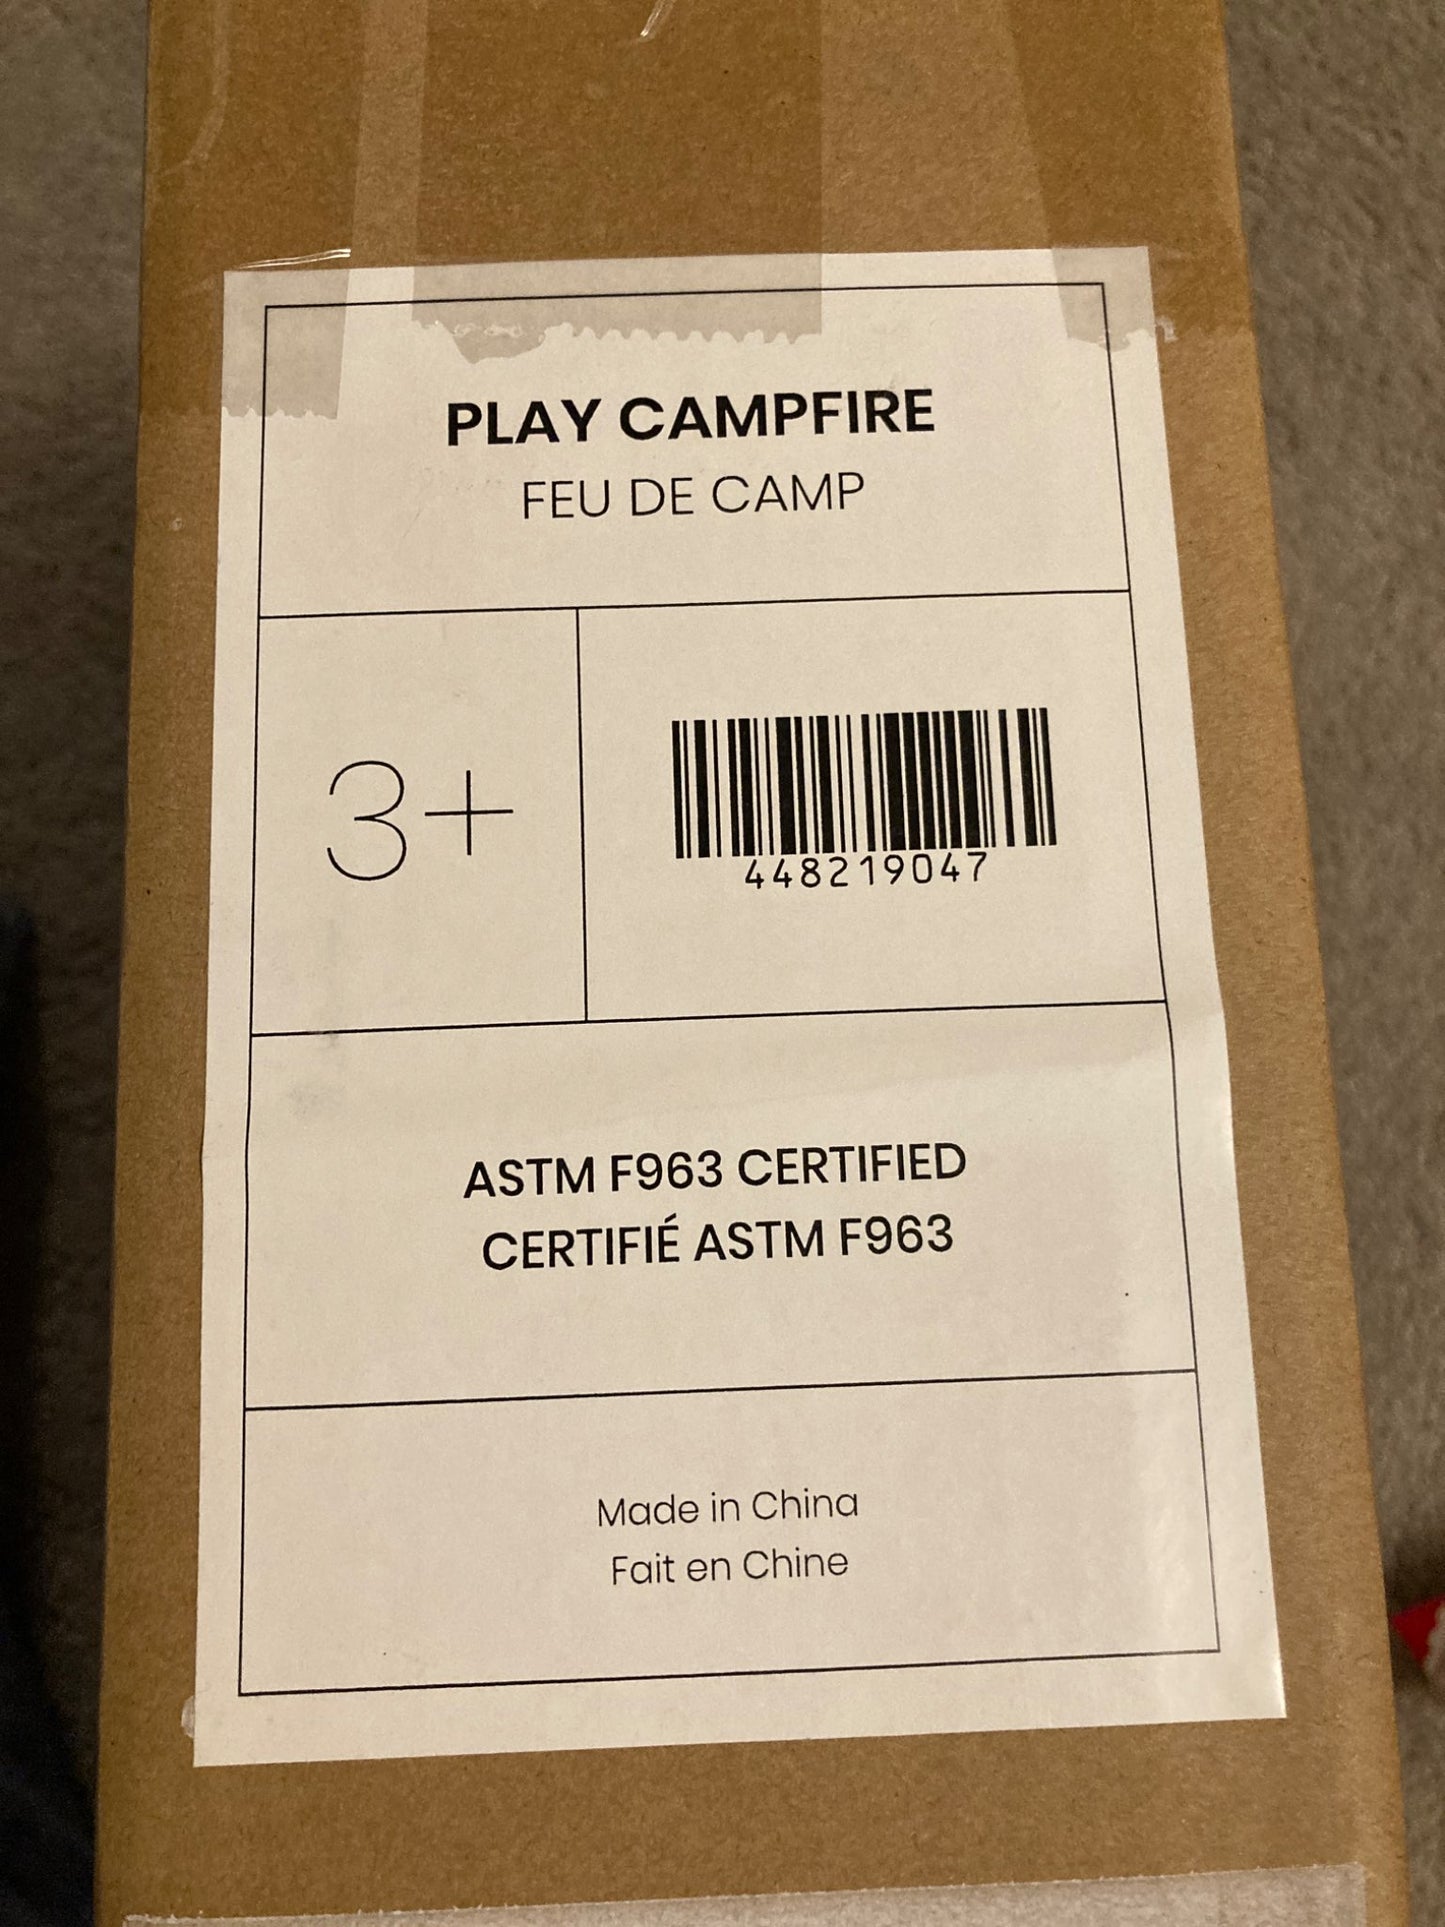 PLAY CAMPFIRE
FEU DE CAMP
3+
448219047
ASTM F963 CERTIFIED
CERTIFIÉ ASTM F963
Made in China
Fait en Chine